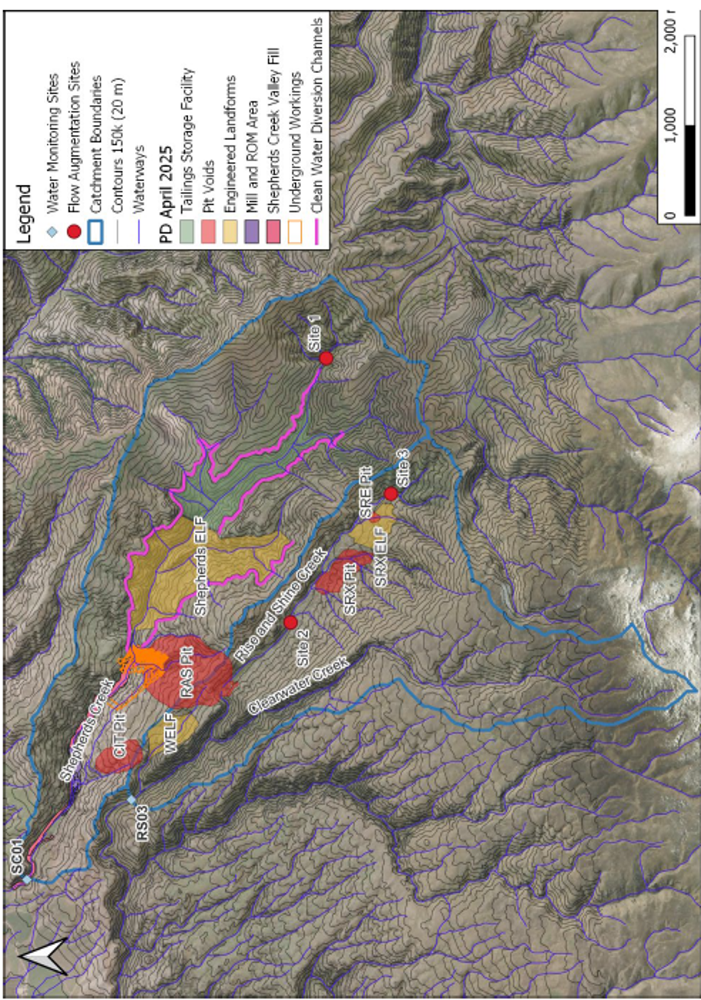 Legend
Water Monitoring Sites
Flow Augmentation Sites
Catchment Boundaries
Contours 150k (20 m)
Waterways
PD April 2025
Tailings Storage Facility
Pit Voids
Engineered Landforms
Mill and ROM Area
Shepherds Creek Valley Fill
Underground Workings
Clean Water Diversion Channels
SC01
Shepherds Creek
CIT Pit
RS03
WELF
RAS Pit
Shepherds ELF
Rise and Shine Creek
Clearwater Creek
Site 2
SRX Pit
SRX ELF
SRE Pit
Site 3
Site 1
0
1,000
2,000